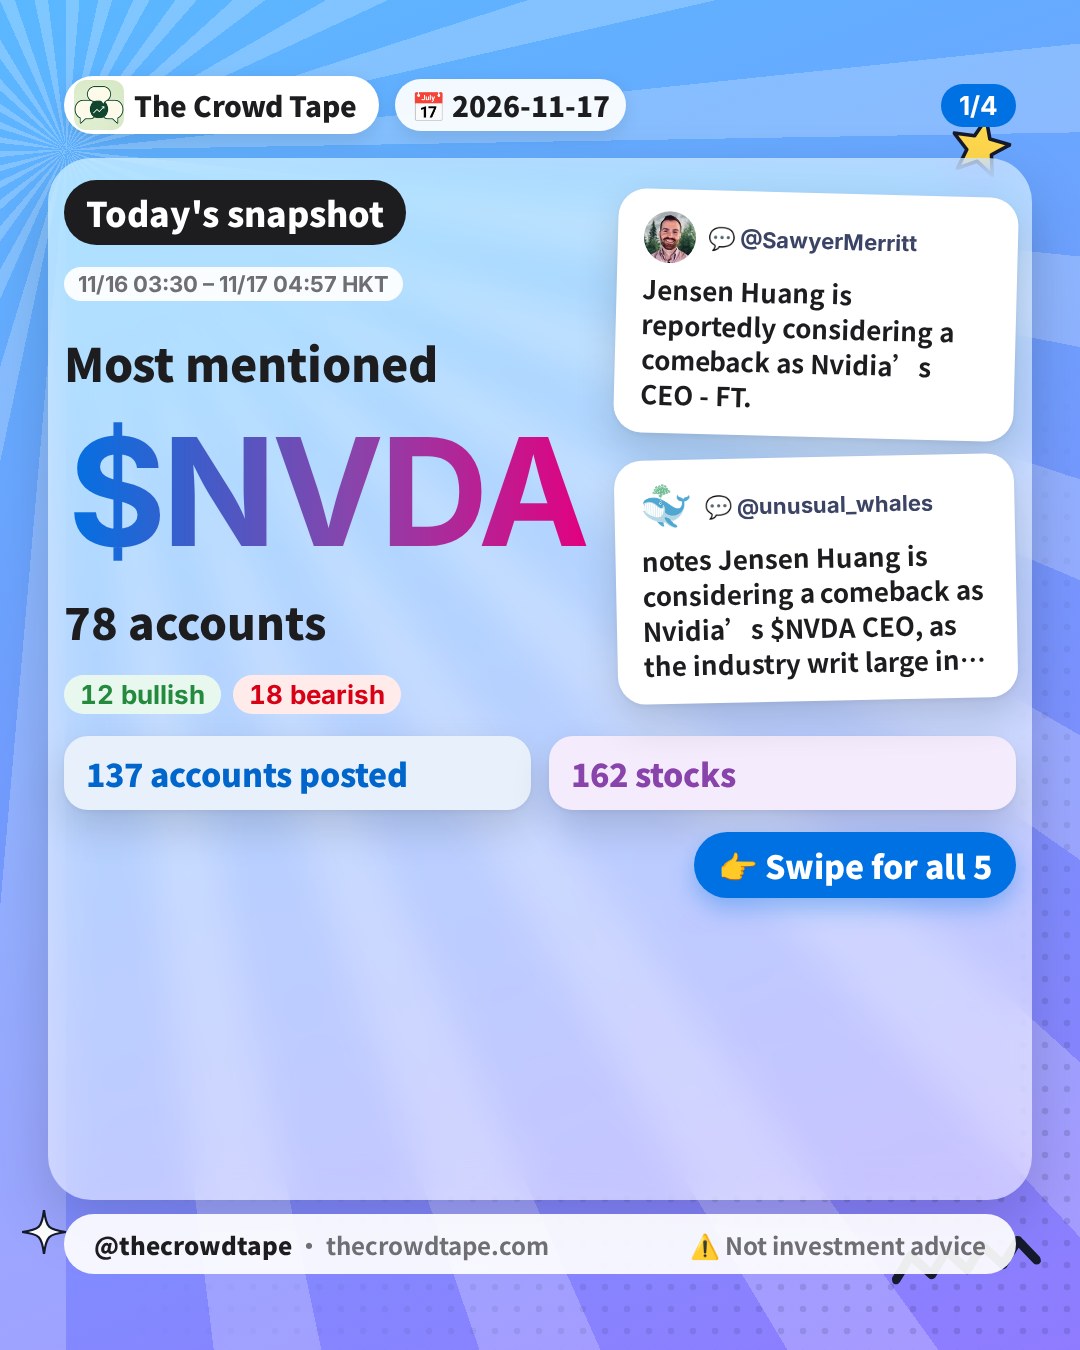 The Crowd Tape
📅 2026-11-17
1/4
Today's snapshot
11/16 03:30 – 11/17 04:57 HKT
Most mentioned
$NVDA
78 accounts
12 bullish
18 bearish
💬 @SawyerMerritt
Jensen Huang is
reportedly considering a
comeback as Nvidia’s
CEO - FT.
💬 @unusual_whales
notes Jensen Huang is
considering a comeback as
Nvidia’s $NVDA CEO, as
the industry writ large in…
137 accounts posted
162 stocks
👉 Swipe for all 5
@thecrowdtape • thecrowdtape.com
⚠️ Not investment advice